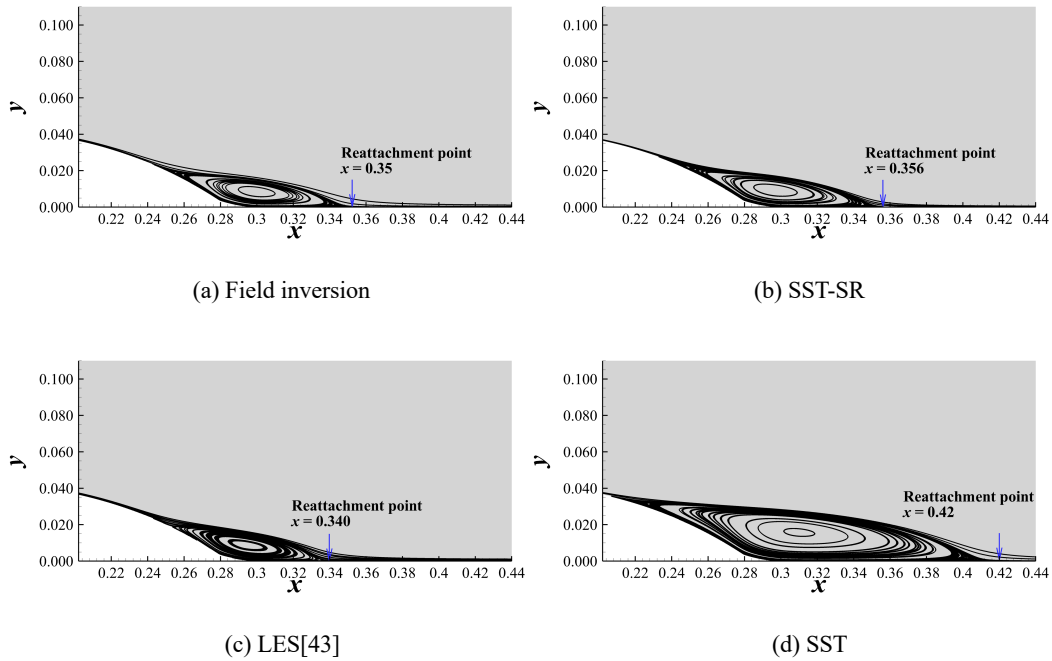 0.100
0.080
0.060
y
0.040
Reattachment point
x = 0.35
0.020
0.000
0.22 0.24 0.26 0.28 0.3 0.32 0.34 0.36 0.38 0.4 0.42 0.44
x
(a) Field inversion
0.100
0.080
0.060
y
0.040
Reattachment point
x = 0.356
0.020
0.000
0.22 0.24 0.26 0.28 0.3 0.32 0.34 0.36 0.38 0.4 0.42 0.44
x
(b) SST-SR
0.100
0.080
0.060
y
0.040
Reattachment point
x = 0.340
0.020
0.000
0.22 0.24 0.26 0.28 0.3 0.32 0.34 0.36 0.38 0.4 0.42 0.44
x
(c) LES[43]
0.100
0.080
0.060
y
0.040
Reattachment point
x = 0.42
0.020
0.000
0.22 0.24 0.26 0.28 0.3 0.32 0.34 0.36 0.38 0.4 0.42 0.44
x
(d) SST